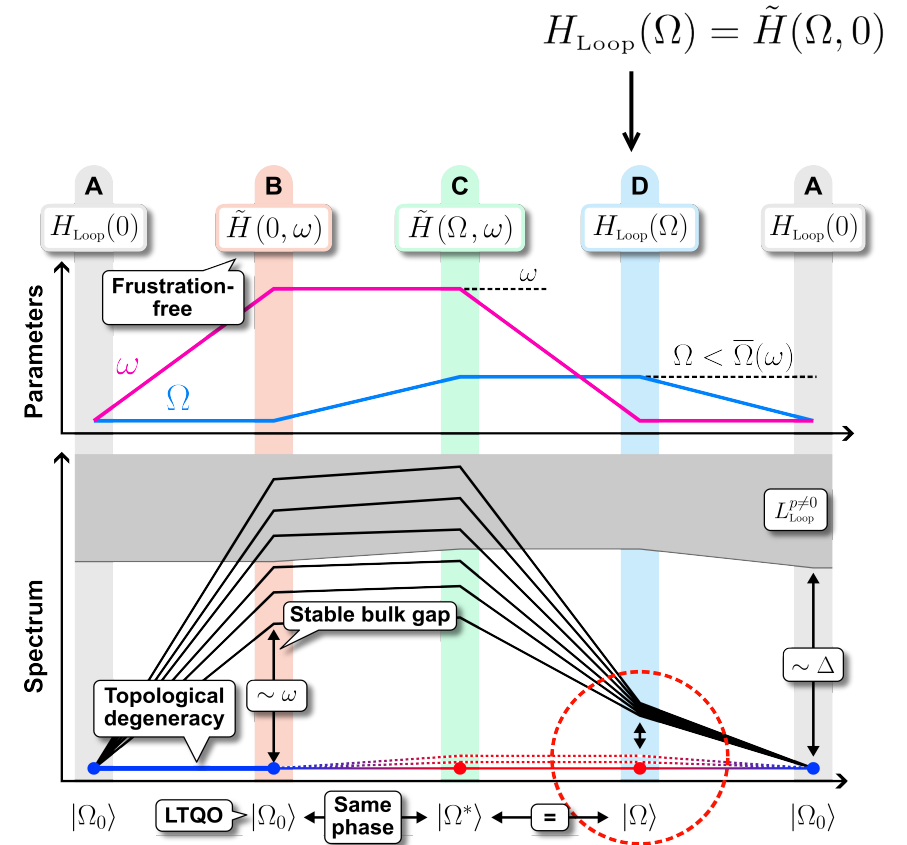 H_Loop(Ω) = H̃(Ω, 0)
A B C D A
H_Loop(0) H̃(0, ω) H̃(Ω, ω) H_Loop(Ω) H_Loop(0)
Frustration-
free
ω
Ω < Ω̅(ω)
ω
Ω
Parameters
L_Loop^{p≠0}
Stable bulk gap
Spectrum
∼ Δ
Topological
degeneracy
∼ ω
|Ω₀⟩ LTQO |Ω₀⟩ Same
phase |Ω*⟩ = |Ω⟩ |Ω₀⟩